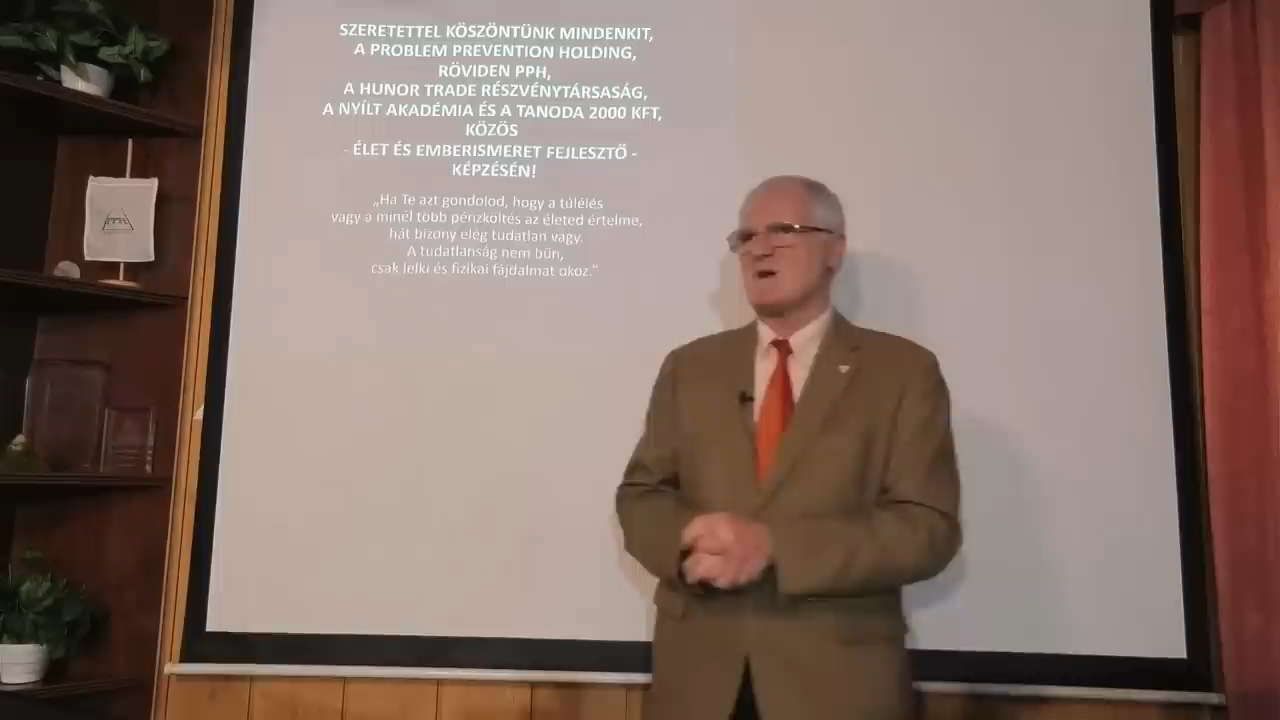 SZERETETTEL KÖSZÖNTÜNK MINDENKIT,
A PROBLEM PREVENTION HOLDING,
RÖVIDEN PPH,
A HUNOR TRADE RÉSZVÉNYTÁRSASÁG,
A NYÍLT AKADÉMIA ÉS A TANODA 2000 KFT,
KÖZÖS
- ÉLET ÉS EMBERISMERET FEJLESZTŐ -
KÉPZÉSÉN!
„Ha Te azt gondolod, hogy a túlélés
vagy a minél több pénzköltés az életed értelme,
hát bizony elég tudatlan vagy.
A tudatlanság nem bűn,
csak lelki és fizikai fájdalmat okoz.”